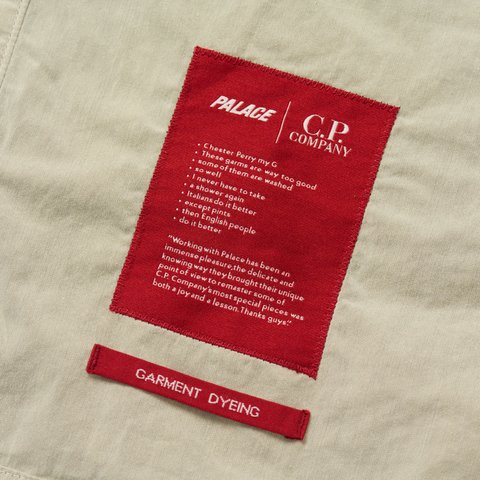 PALACE
C.P.
COMPANY
• Chester Perry my G
• These garms are way too good
• some of them are washed
• so well
• I never have to take
• a shower again
• Italians do it better
• except pints
• then English people
• do it better
"Working with Palace has been an
immense pleasure, the delicate and
knowing way they brought their unique
point of view to remaster some of
C.P. Company's most special pieces was
both a joy and a lesson. Thanks guys."
GARMENT DYEING